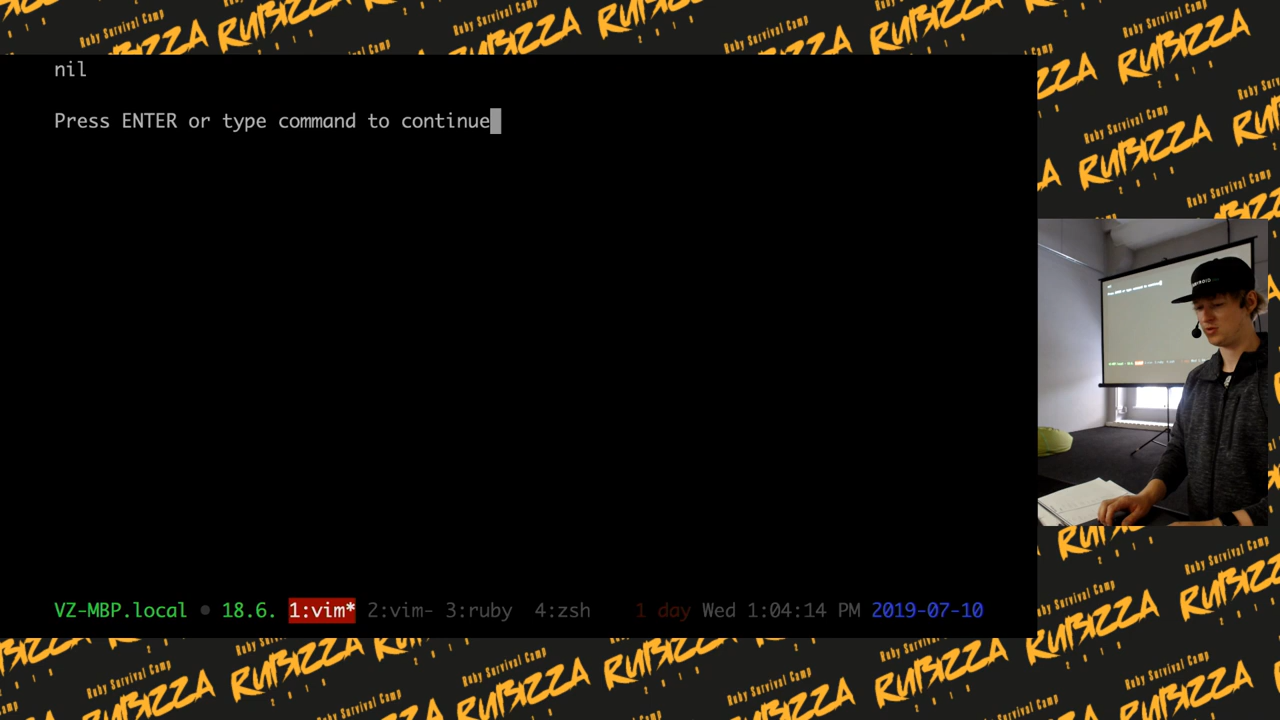 nil
Press ENTER or type command to continue
VZ-MBP.local • 18.6. 1:vim* 2:vim- 3:ruby 4:zsh 1 day Wed 1:04:14 PM 2019-07-10
Ruby Survival Camp
RUBIZZA
2019